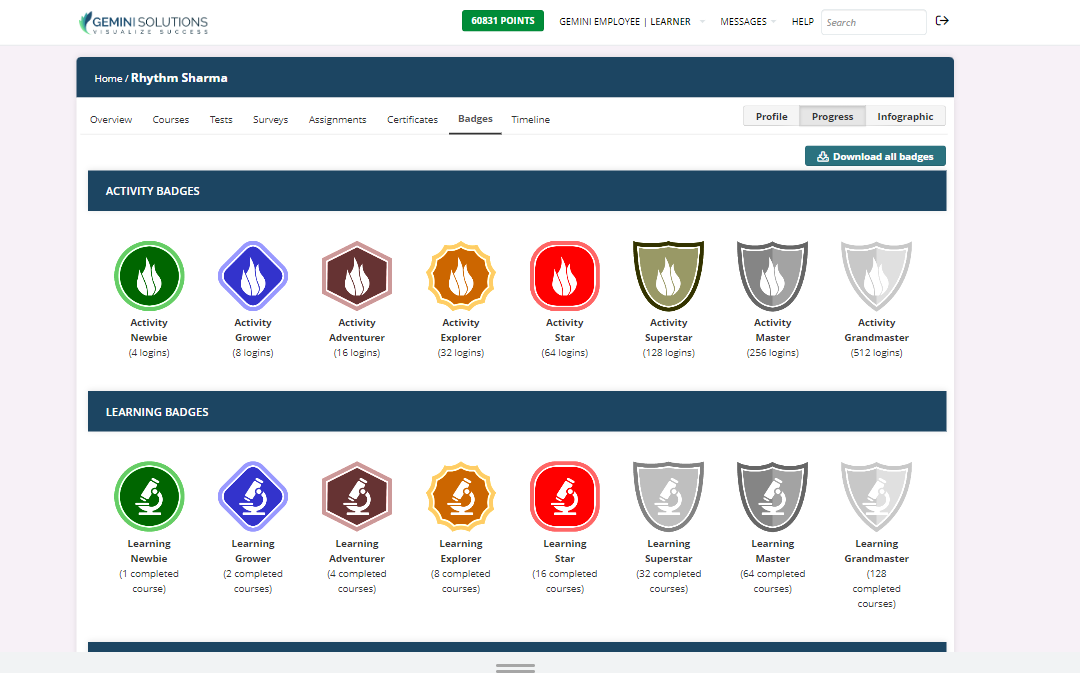 GEMINI SOLUTIONS
VISUALIZE SUCCESS
60831 POINTS
GEMINI EMPLOYEE | LEARNER
MESSAGES
HELP
Search
Home / Rhythm Sharma
Overview Courses Tests Surveys Assignments Certificates Badges Timeline
Profile Progress Infographic
Download all badges
ACTIVITY BADGES
Activity
Newbie
(4 logins)
Activity
Grower
(8 logins)
Activity
Adventurer
(16 logins)
Activity
Explorer
(32 logins)
Activity
Star
(64 logins)
Activity
Superstar
(128 logins)
Activity
Master
(256 logins)
Activity
Grandmaster
(512 logins)
LEARNING BADGES
Learning
Newbie
(1 completed
course)
Learning
Grower
(2 completed
courses)
Learning
Adventurer
(4 completed
courses)
Learning
Explorer
(8 completed
courses)
Learning
Star
(16 completed
courses)
Learning
Superstar
(32 completed
courses)
Learning
Master
(64 completed
courses)
Learning
Grandmaster
(128
completed
courses)